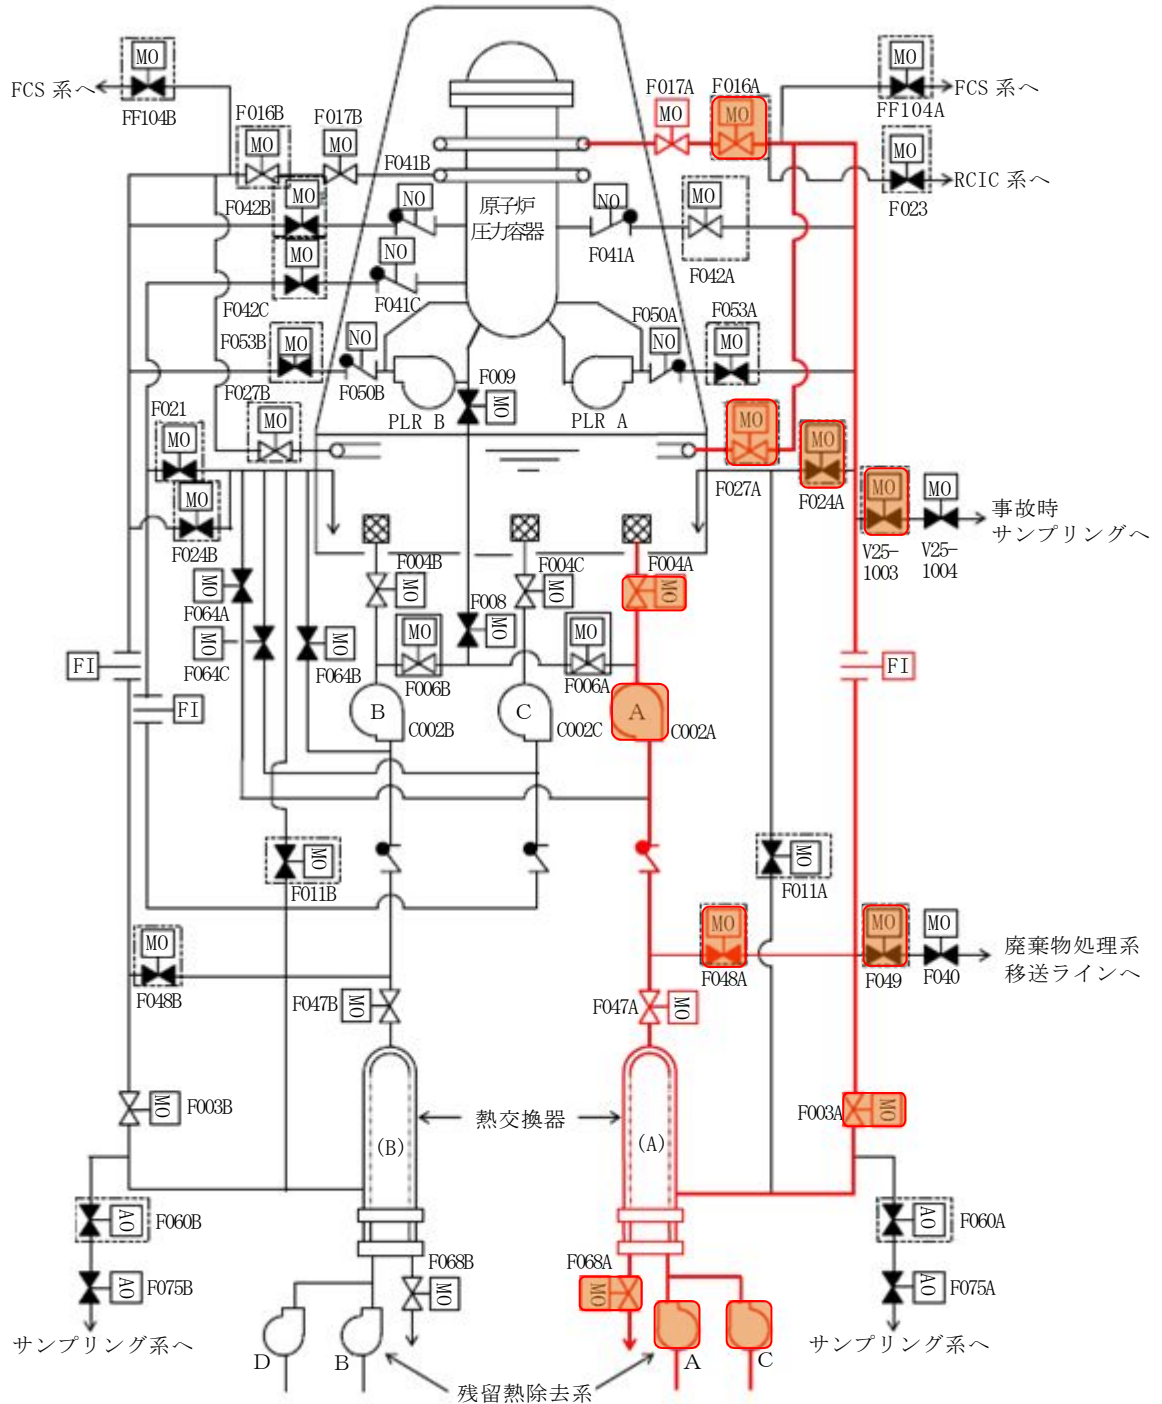 MO
MO
FCS 系へ
FCS 系へ
FF104B
FF104A
F016B
F017B
F017A
F016A
MO
MO
MO
MO
MO
F041B
RCIC 系へ
F023
MO
NO
原子炉
圧力容器
NO
MO
F042B
F041A
F042A
MO
NO
F042C
F041C
F053B
MO
NO
F050A
F053A
NO
MO
F050B
F009
MO
F027B
PLR B
PLR A
F021
MO
MO
MO
MO
F027A
F024A
MO
MO
MO
事故時
サンプリングへ
F024B
V25-
1003
V25-
1004
F004B
F004C
F004A
MO
MO
MO
MO
F064A
F008
MO
MO
MO
MO
MO
F064C
F064B
F006B
F006A
FI
FI
FI
B
C
A
C002B
C002C
C002A
MO
MO
F011B
F011A
MO
MO
MO
MO
廃棄物処理系
移送ラインへ
F048B
F048A
F049
F040
F047B
MO
F047A
MO
MO
F003B
熱交換器
F003A
MO
(B)
(A)
AO
F060B
AO
F060A
F068B
F068A
AO
F075B
MO
MO
AO
F075A
サンプリング系へ
サンプリング系へ
D
B
A
C
残留熱除去系